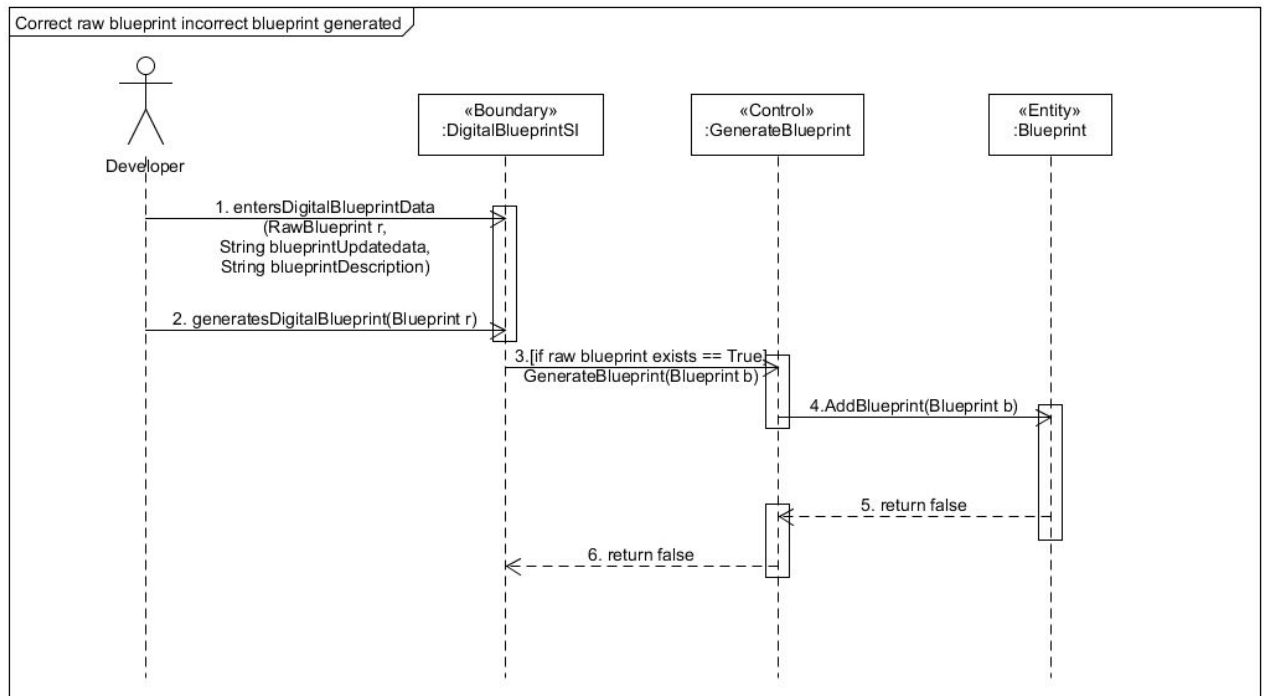 Correct raw blueprint incorrect blueprint generated
Developer
«Boundary»
:DigitalBlueprintSI
«Control»
:GenerateBlueprint
«Entity»
:Blueprint
1. entersDigitalBlueprintData
(RawBlueprint r,
String blueprintUpdatedata,
String blueprintDescription)
2. generatesDigitalBlueprint(Blueprint r)
3.[if raw blueprint exists == True]
GenerateBlueprint(Blueprint b)
4.AddBlueprint(Blueprint b)
5. return false
6. return false